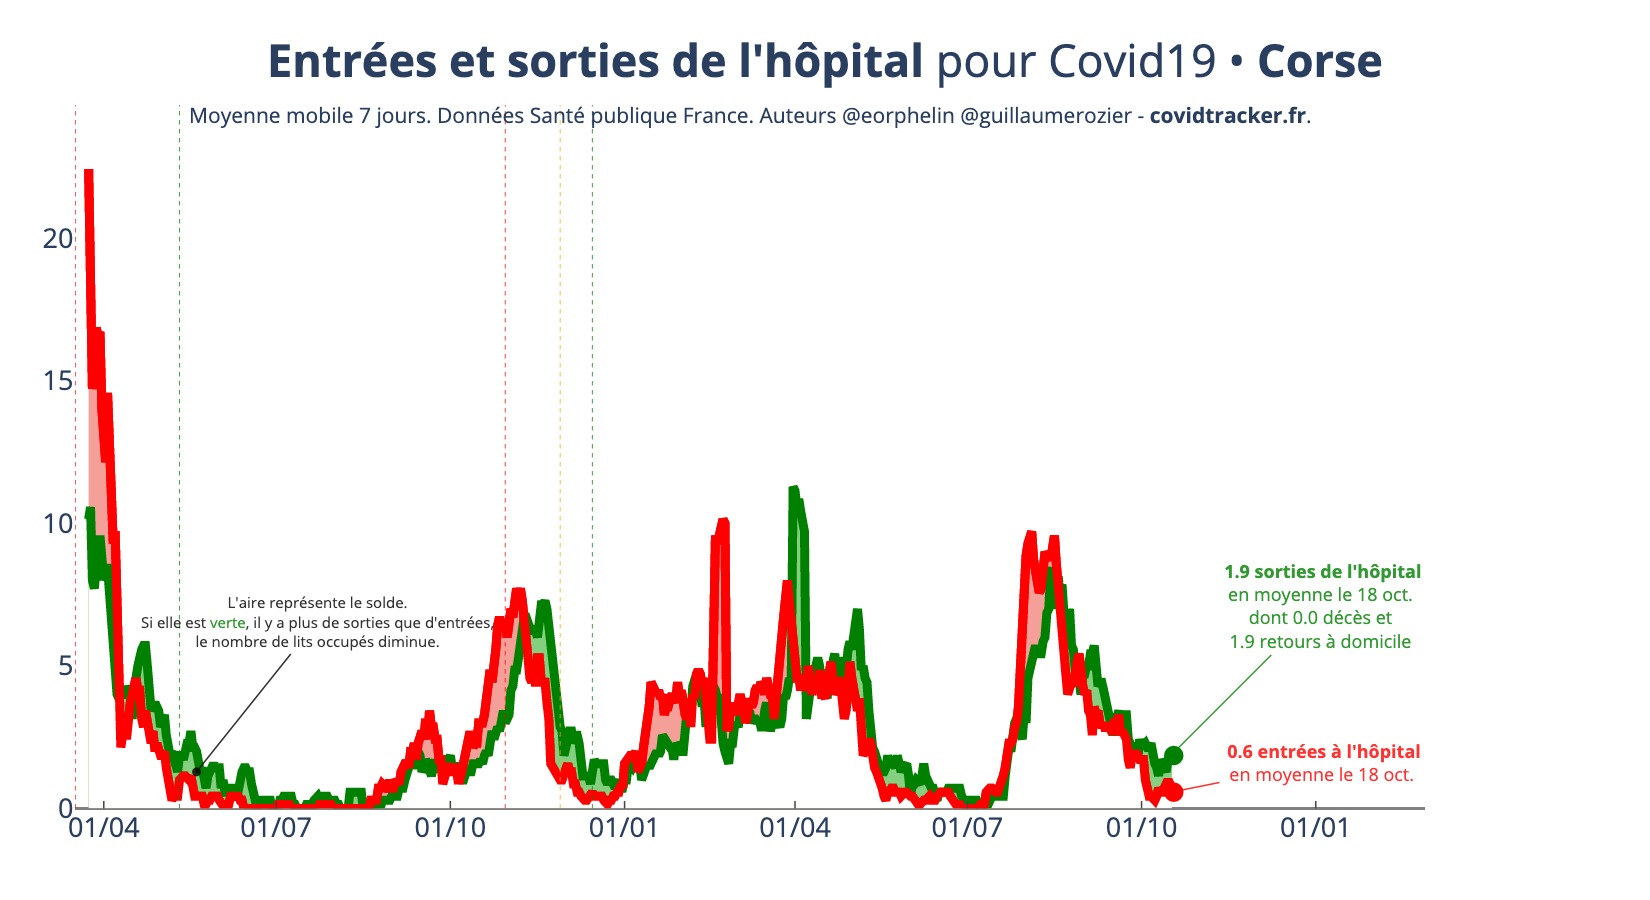 Entrées et sorties de l'hôpital pour Covid19 • Corse
Moyenne mobile 7 jours. Données Santé publique France. Auteurs @eorphelin @guillaumerozier - covidtracker.fr.
20
15
10
5
0
L'aire représente le solde.
Si elle est verte, il y a plus de sorties que d'entrées,
le nombre de lits occupés diminue.
1.9 sorties de l'hôpital
en moyenne le 18 oct.
dont 0.0 décès et
1.9 retours à domicile
0.6 entrées à l'hôpital
en moyenne le 18 oct.
01/04 01/07 01/10 01/01 01/04 01/07 01/10 01/01